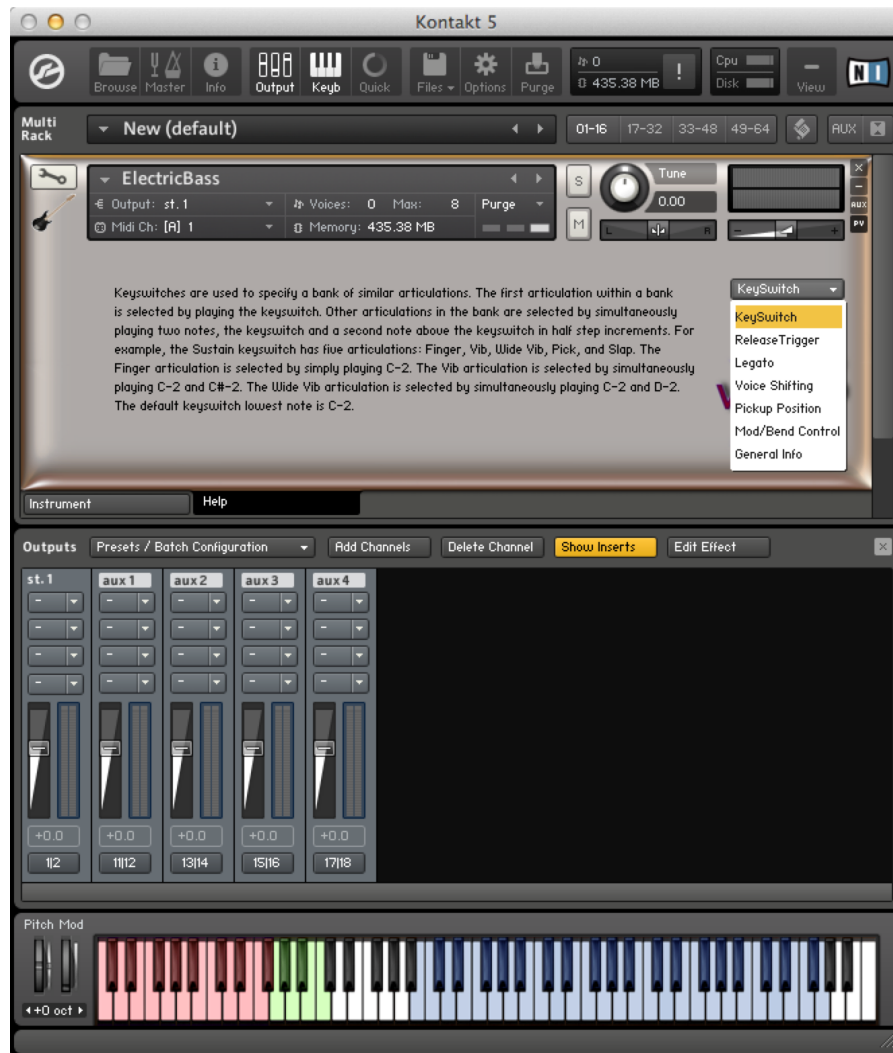 Kontakt 5
Browse Master Info Output Keyb Quick Files Options Purge
0
435.38 MB
!
Cpu
Disk
View
NI
Multi
Rack
New (default)
01-16 17-32 33-48 49-64
AUX
ElectricBass
Output: st.1 Voices: 0 Max: 8 Purge
Midi Ch: [A] 1 Memory: 435.38 MB
S
M
Tune
0.00
L R
- +
×
-
AUX
PV
Keyswitches are used to specify a bank of similar articulations. The first articulation within a bank
is selected by playing the keyswitch. Other articulations in the bank are selected by simultaneously
playing two notes, the keyswitch and a second note above the keyswitch in half step increments. For
example, the Sustain keyswitch has five articulations: Finger, Vib, Wide Vib, Pick, and Slap. The
Finger articulation is selected by simply playing C-2. The Vib articulation is selected by simultaneously
playing C-2 and C#-2. The Wide Vib articulation is selected by simultaneously playing C-2 and D-2.
The default keyswitch lowest note is C-2.
KeySwitch
KeySwitch
ReleaseTrigger
Legato
Voice Shifting
Pickup Position
Mod/Bend Control
General Info
Instrument
Help
Outputs Presets / Batch Configuration Add Channels Delete Channel Show Inserts Edit Effect
st.1 aux 1 aux 2 aux 3 aux 4
- - - - -
- - - - -
- - - - -
- - - - -
+0.0 +0.0 +0.0 +0.0 +0.0
1|2 11|12 13|14 15|16 17|18
Pitch Mod
+0 oct